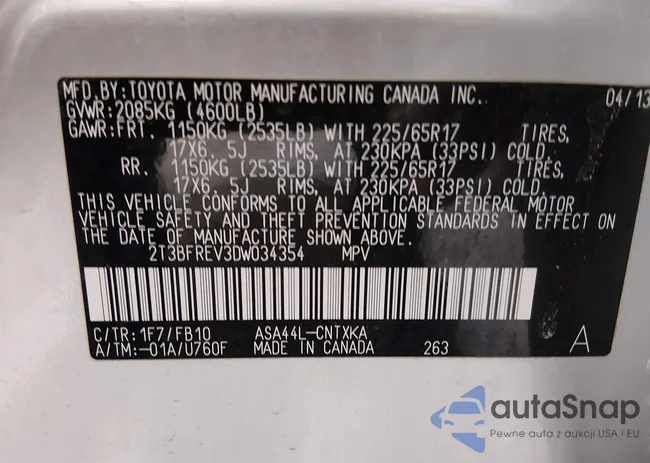 MFD.BY:TOYOTA MOTOR MANUFACTURING CANADA INC. 04/13
GVWR:2085KG (4600LB)
GAWR:FRT. 1150KG (2535LB) WITH 225/65R17 TIRES,
17X6.5J RIMS, AT 230KPA (33PSI) COLD.
RR. 1150KG (2535LB) WITH 225/65R17 TIRES,
17X6.5J RIMS, AT 230KPA (33PSI) COLD.
THIS VEHICLE CONFORMS TO ALL APPLICABLE FEDERAL MOTOR
VEHICLE SAFETY AND THEFT PREVENTION STANDARDS IN EFFECT ON
THE DATE OF MANUFACTURE SHOWN ABOVE.
2T3BFREV3DW034354 MPV
C/TR:1F7/FB10 ASA44L-CNTXKA
A/TM:-01A/U760F MADE IN CANADA 263 A
autaSnap
Pewne auta z aukcji USA i EU